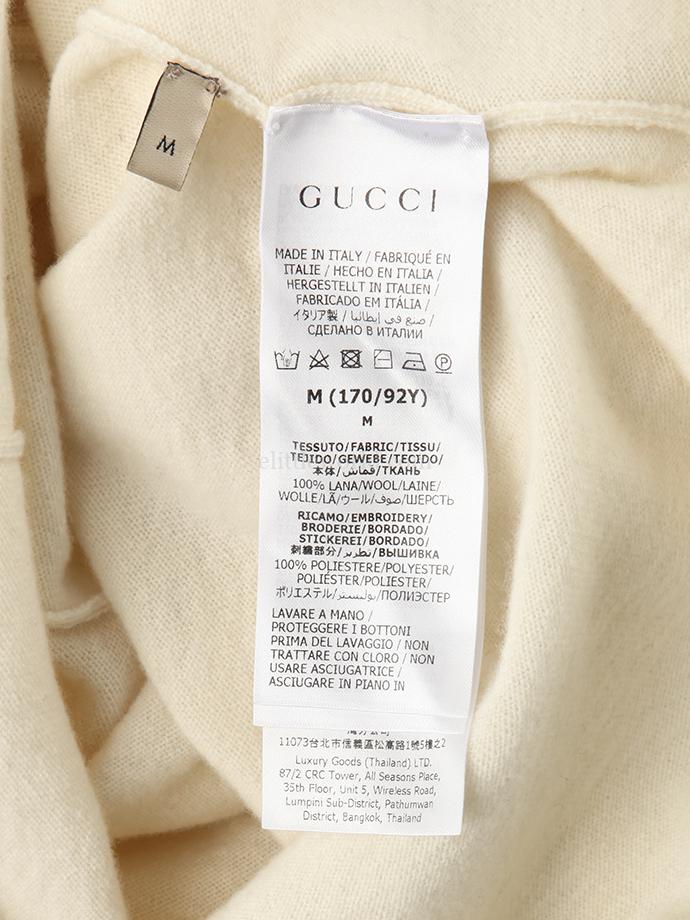 M
GUCCI
MADE IN ITALY / FABRIQUÉ EN
ITALIE / HECHO EN ITALIA /
HERGESTELLT IN ITALIEN /
FABRICADO EM ITÁLIA /
イタリア製 / صنع في إيطاليا /
СДЕЛАНО В ИТАЛИИ
M (170/92Y)
M
TESSUTO/FABRIC/TISSU/
TEJIDO/GEWEBE/TECIDO/
本体/قماش/ТКАНЬ
100% LANA/WOOL/LAINE/
WOLLE/LÃ/ウール/صوف/ШЕРСТЬ
RICAMO/EMBROIDERY/
BRODERIE/BORDADO/
STICKEREI/BORDADO/
刺繍部分/تطريز/ВЫШИВКА
100% POLIESTERE/POLYESTER/
POLIÉSTER/POLIESTER/
ポリエステル/بوليستر/ПОЛИЭСТЕР
LAVARE A MANO /
PROTEGGERE I BOTTONI
PRIMA DEL LAVAGGIO / NON
TRATTARE CON CLORO / NON
USARE ASCIUGATRICE /
ASCIUGARE IN PIANO IN
11073台北市信義區松高路1號5樓之2
Luxury Goods (Thailand) LTD.
87/2 CRC Tower, All Seasons Place,
35th Floor, Unit 5, Wireless Road,
Lumpini Sub-District, Pathumwan
District, Bangkok, Thailand